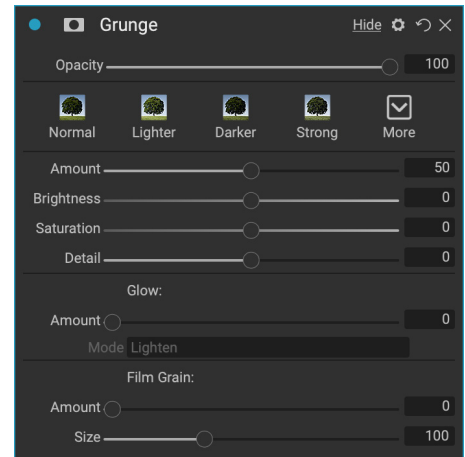 Grunge Hide
Opacity 100
Normal Lighter Darker Strong More
Amount 50
Brightness 0
Saturation 0
Detail 0
Glow:
Amount 0
Mode Lighten
Film Grain:
Amount 0
Size 100